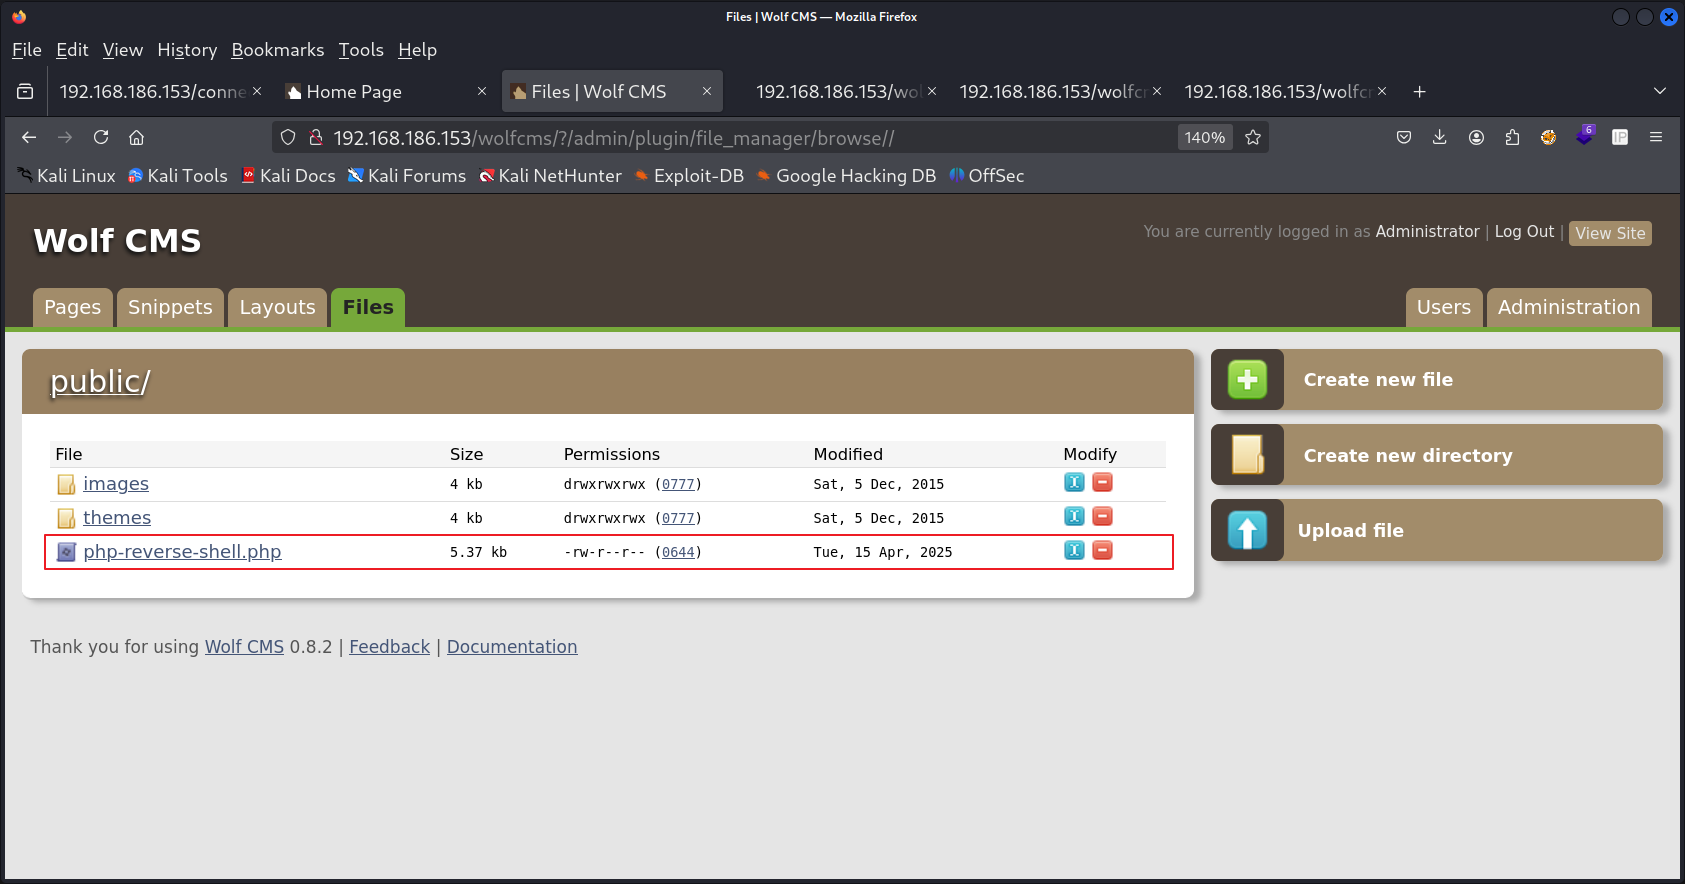 Files | Wolf CMS — Mozilla Firefox
File Edit View History Bookmarks Tools Help
192.168.186.153/conne Home Page Files | Wolf CMS 192.168.186.153/wol 192.168.186.153/wolfc 192.168.186.153/wolfc
192.168.186.153/wolfcms/?/admin/plugin/file_manager/browse// 140% 6 IP
Kali Linux Kali Tools Kali Docs Kali Forums Kali NetHunter Exploit-DB Google Hacking DB OffSec
Wolf CMS You are currently logged in as Administrator | Log Out | View Site
Pages Snippets Layouts Files Users Administration
public/ Create new file
File Size Permissions Modified Modify Create new directory
images 4 kb drwxrwxrwx (0777) Sat, 5 Dec, 2015
themes 4 kb drwxrwxrwx (0777) Sat, 5 Dec, 2015 Upload file
php-reverse-shell.php 5.37 kb -rw-r--r-- (0644) Tue, 15 Apr, 2025
Thank you for using Wolf CMS 0.8.2 | Feedback | Documentation